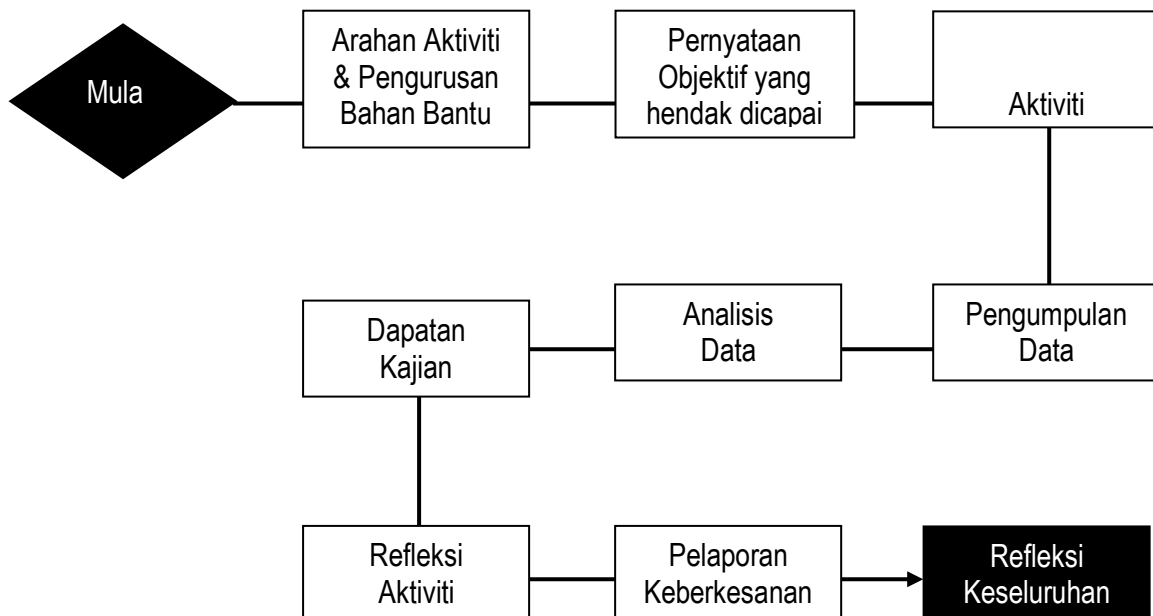 Mula
Arahan Aktiviti
& Pengurusan
Bahan Bantu
Pernyataan
Objektif yang
hendak dicapai
Aktiviti
Pengumpulan
Data
Analisis
Data
Dapatan
Kajian
Refleksi
Aktiviti
Pelaporan
Keberkesanan
Refleksi
Keseluruhan